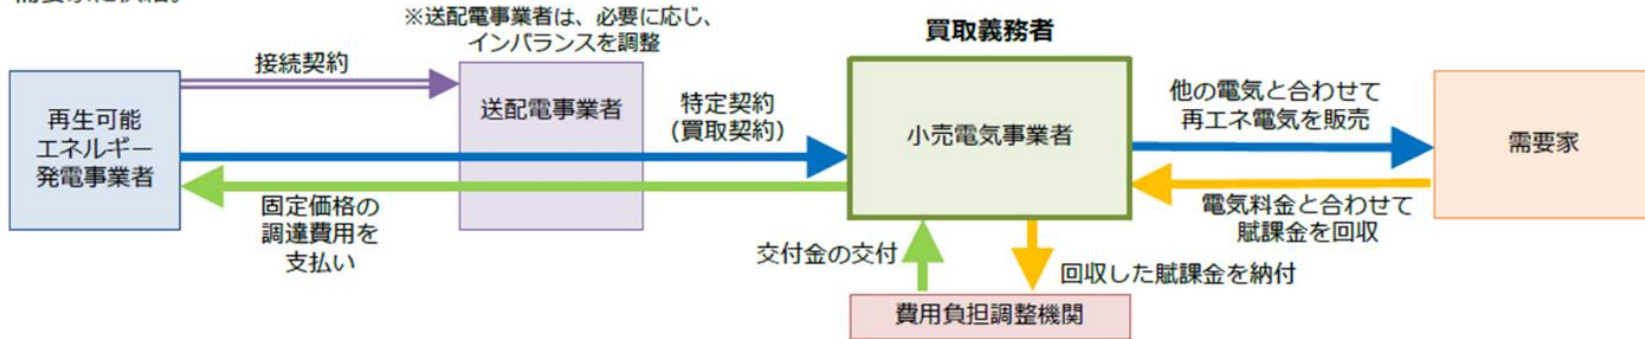 ※送配電事業者は、必要に応じ、
インバランスを調整
買取義務者
接続契約
再生可能
エネルギー
発電事業者
送配電事業者
特定契約
（買取契約）
小売電気事業者
他の電気と合わせて
再エネ電気を販売
需要家
固定価格の
調達費用を
支払い
電気料金と合わせて
賦課金を回収
交付金の交付
回収した賦課金を納付
費用負担調整機関